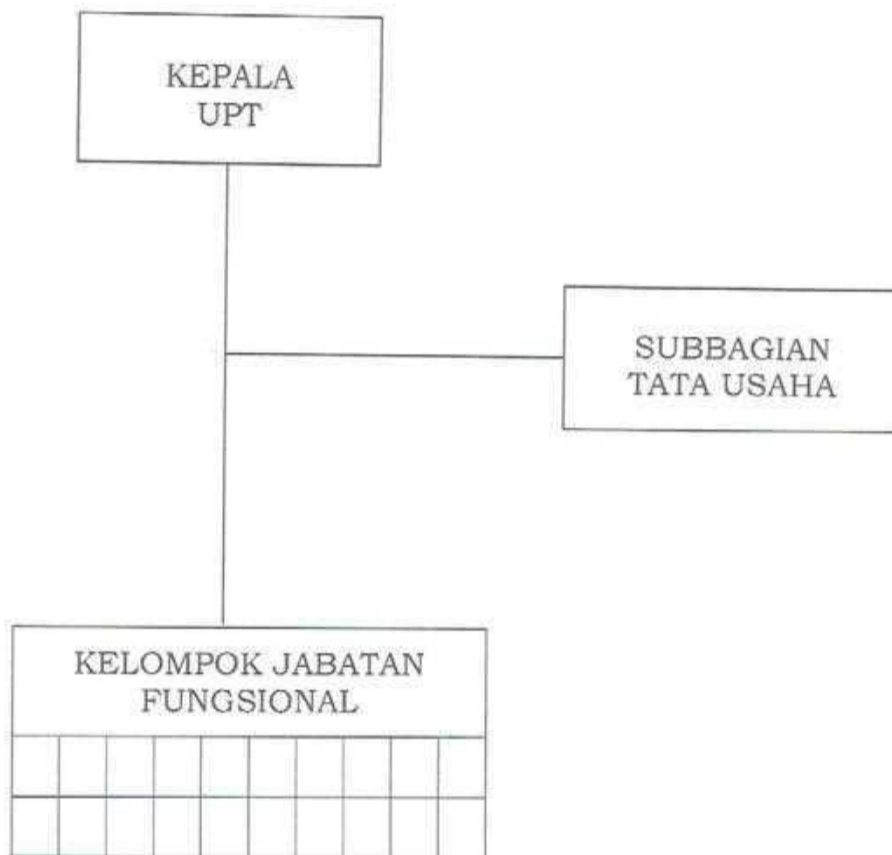 KEPALA
UPT
SUBBAGIAN
TATA USAHA
KELOMPOK JABATAN
FUNGSIONAL